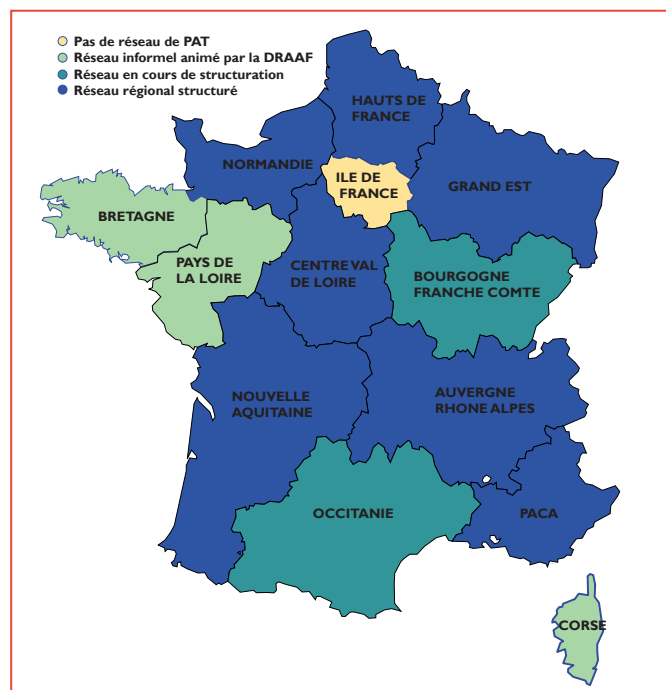 Pas de réseau de PAT
Réseau informel animé par la DRAAF
Réseau en cours de structuration
Réseau régional structuré
HAUTS DE
FRANCE
NORMANDIE
ILE DE
FRANCE
GRAND EST
BRETAGNE
PAYS DE
LA LOIRE
CENTRE VAL
DE LOIRE
BOURGOGNE
FRANCHE COMTE
NOUVELLE
AQUITAINE
AUVERGNE
RHONE ALPES
OCCITANIE
PACA
CORSE